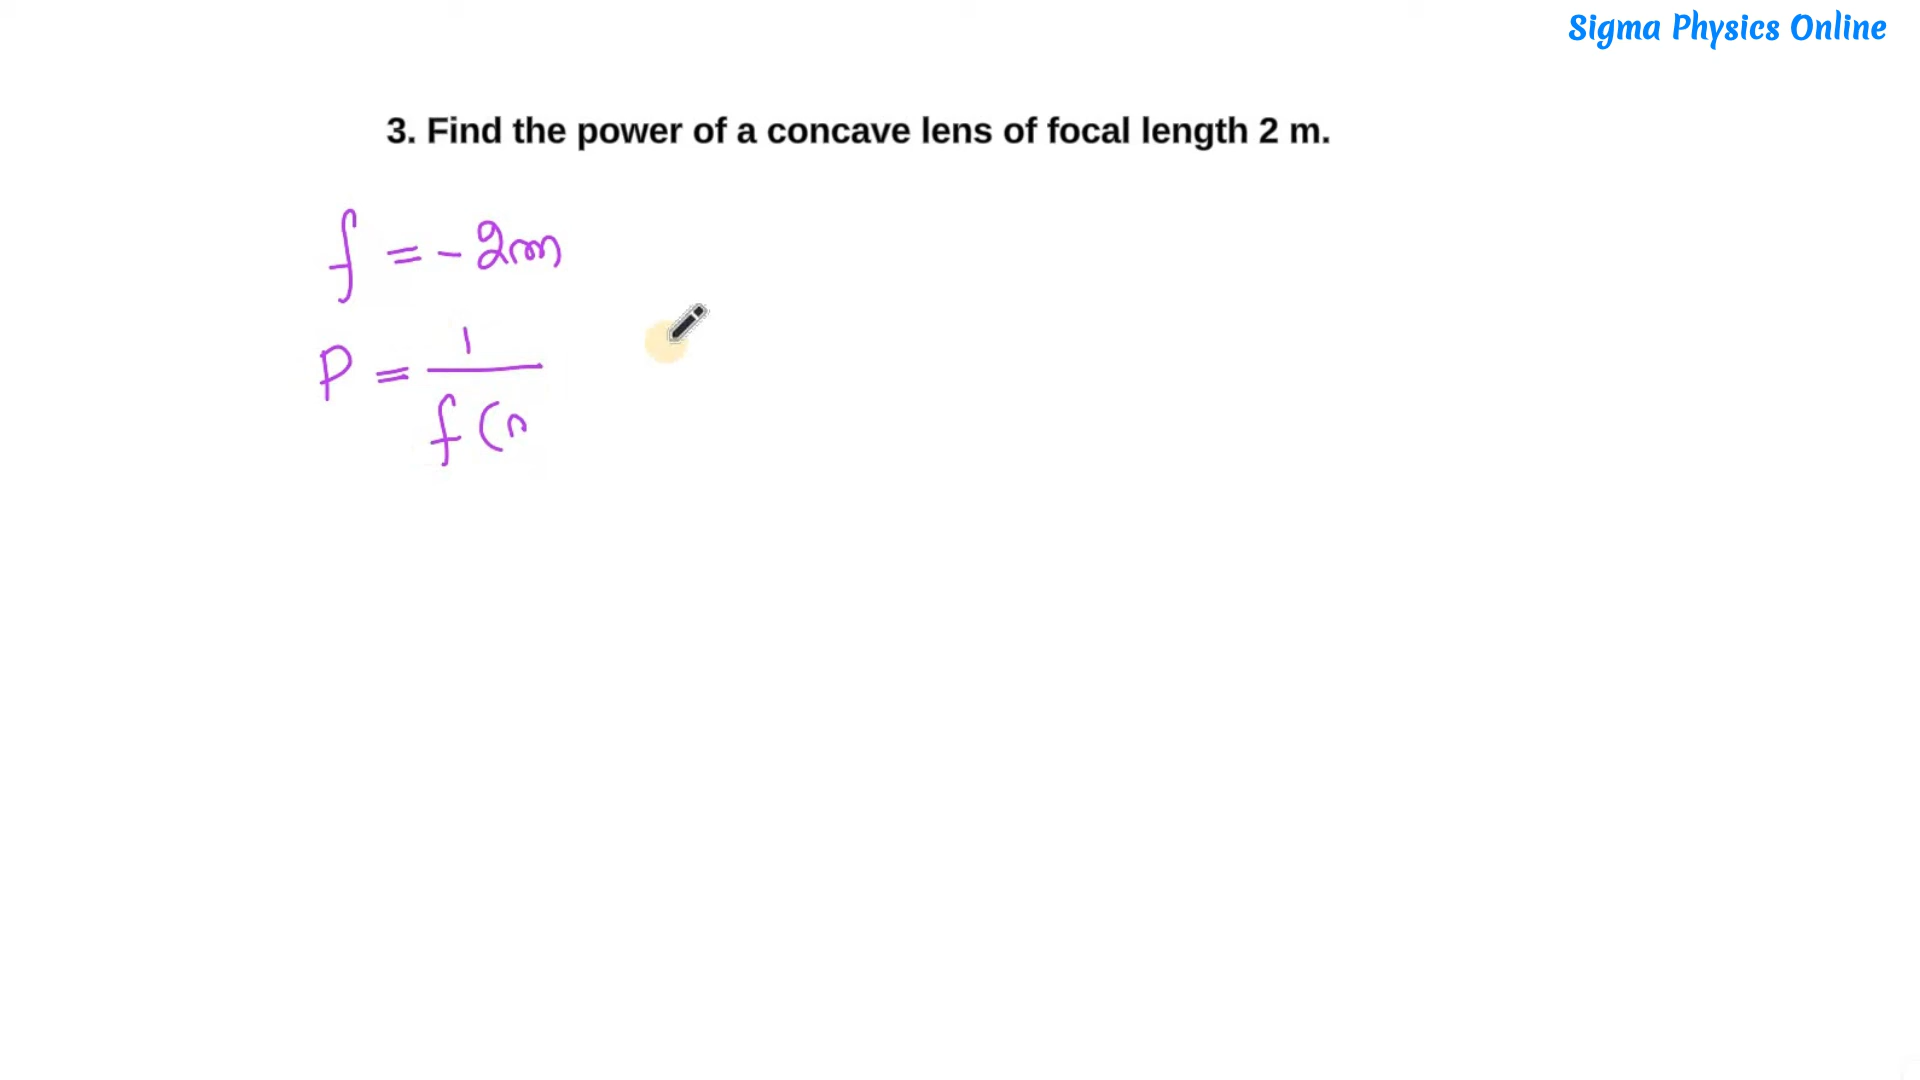 Sigma Physics Online
3. Find the power of a concave lens of focal length 2 m.
f = - 2m
P = 1
f (n